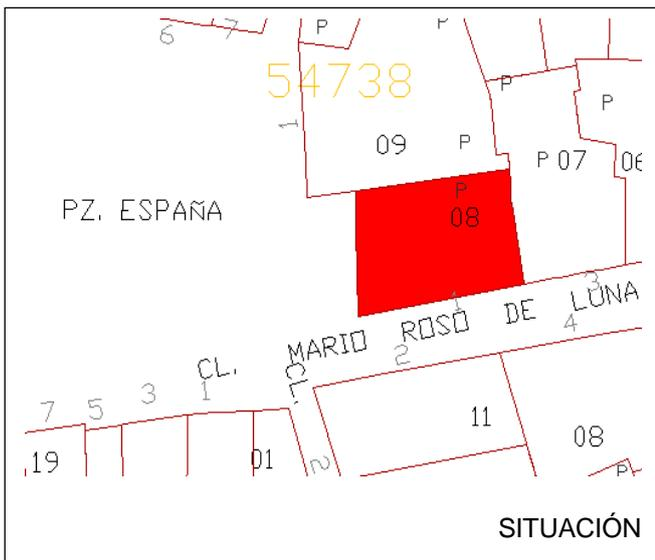 6 7 P P
54738
P
1 P
09 P P 07 06
P
PZ. ESPAÑA 08
1 3
CL. MARIO ROSO DE LUNA
2 4
CL.
7 5 3 1
11
19 01 2 08
P
SITUACIÓN